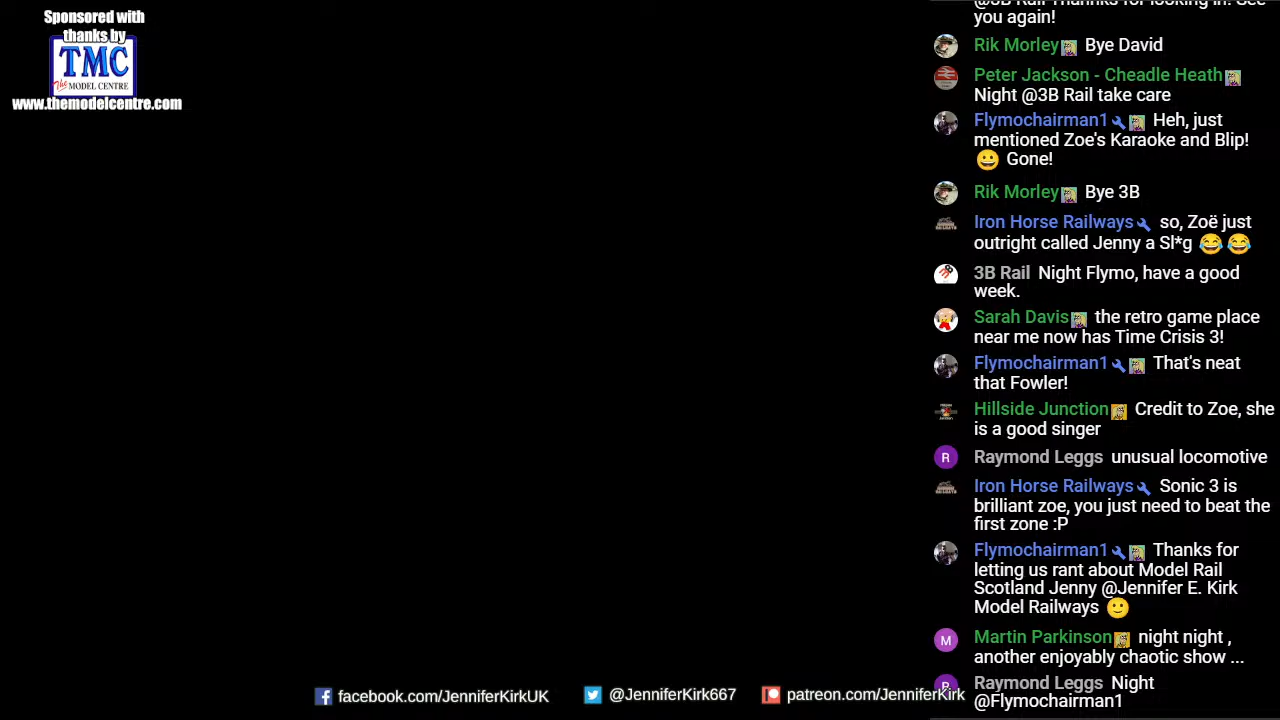 Sponsored with
thanks by
TMC
The MODEL CENTRE
www.themodelcentre.com
you again!
Rik Morley Bye David
Peter Jackson - Cheadle Heath
Night @3B Rail take care
Flymochairman1 Heh, just
mentioned Zoe's Karaoke and Blip!
😀 Gone!
Rik Morley Bye 3B
Iron Horse Railways so, Zoë just
outright called Jenny a Sl*g 😂😂
3B Rail Night Flymo, have a good
week.
Sarah Davis the retro game place
near me now has Time Crisis 3!
Flymochairman1 That's neat
that Fowler!
Hillside Junction Credit to Zoe, she
is a good singer
R Raymond Leggs unusual locomotive
Iron Horse Railways Sonic 3 is
brilliant zoe, you just need to beat the
first zone :P
Flymochairman1 Thanks for
letting us rant about Model Rail
Scotland Jenny @Jennifer E. Kirk
Model Railways 🙂
M Martin Parkinson night night ,
another enjoyably chaotic show ...
R Raymond Leggs Night
@Flymochairman1
facebook.com/JenniferKirkUK @JenniferKirk667 patreon.com/JenniferKirk